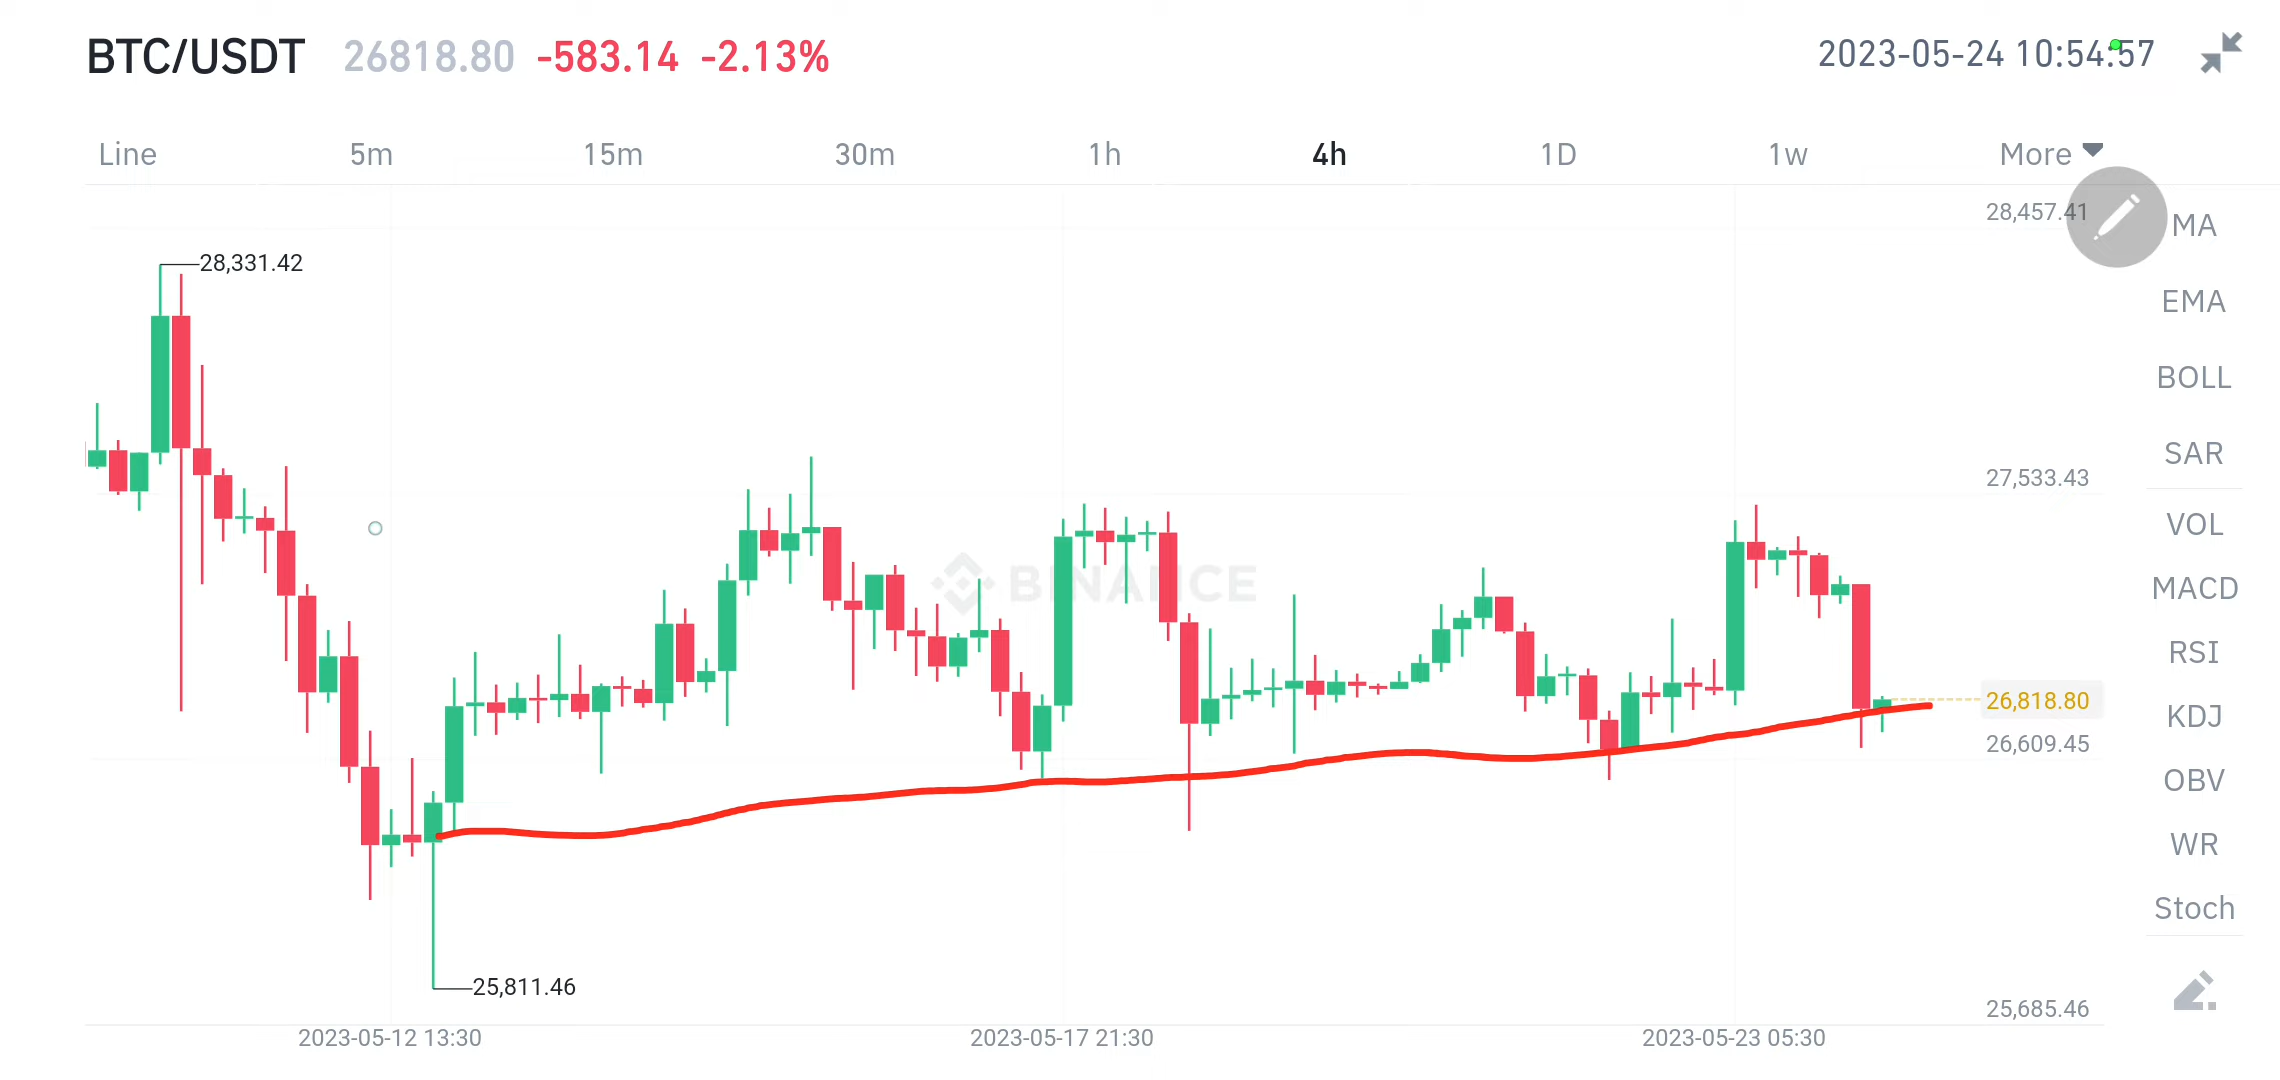 BTC/USDT 26818.80 -583.14 -2.13% 2023-05-24 10:54:57
Line 5m 15m 30m 1h 4h 1D 1w More
28,457.41
MA
28,331.42
EMA
BOLL
SAR
27,533.43
VOL
BINANCE
MACD
RSI
26,818.80
KDJ
26,609.45
OBV
WR
Stoch
25,811.46
25,685.46
2023-05-12 13:30 2023-05-17 21:30 2023-05-23 05:30